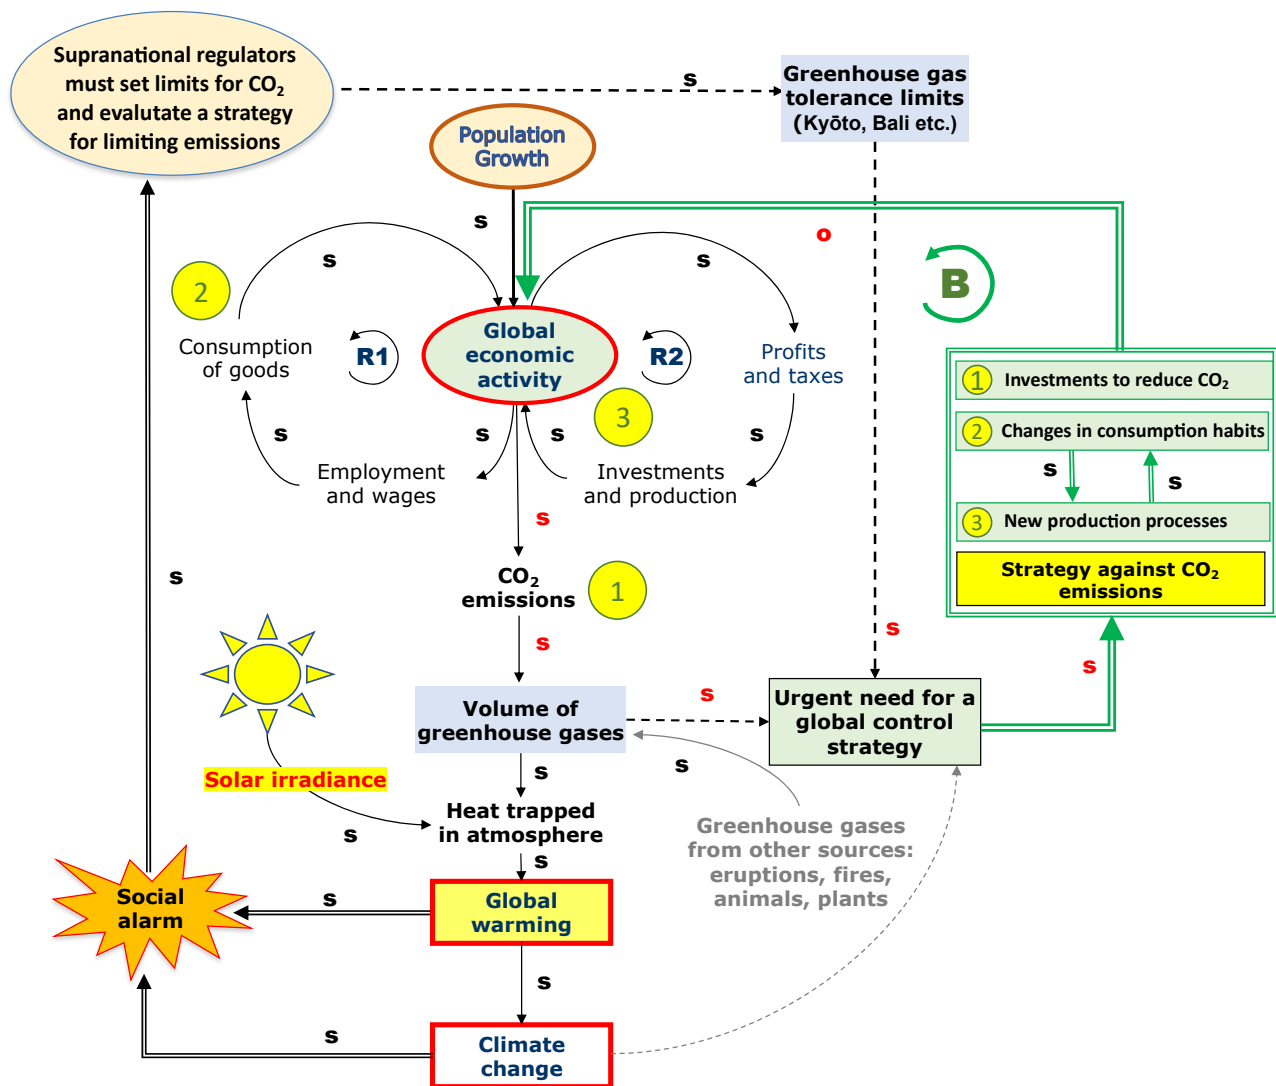 Supranational regulators
must set limits for CO₂
and evalutate a strategy
for limiting emissions
s
Greenhouse gas
tolerance limits
(Kyōto, Bali etc.)
Population
Growth
s
o
s
s
2
B
Global
economic
activity
R1
R2
Consumption
of goods
Profits
and taxes
1
Investments to reduce CO₂
3
2
Changes in consumption habits
s
s
s
s
s
s
Employment
and wages
Investments
and production
3
New production processes
s
Strategy against CO₂
emissions
s
CO₂
emissions
1
s
s
s
s
Urgent need for a
global control
strategy
Volume of
greenhouse gases
s
s
Solar irradiance
s
Heat trapped
in atmosphere
Greenhouse gases
from other sources:
eruptions, fires,
animals, plants
s
Social
alarm
s
Global
warming
s
s
Climate
change